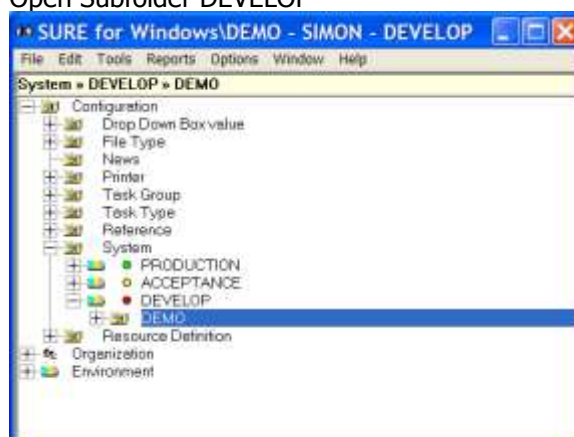 Open Subfolder DEVELOP
SURE for Windows\DEMO - SIMON - DEVELOP
File Edit Tools Reports Options Window Help
System » DEVELOP » DEMO
Configuration
Drop Down Box value
File Type
News
Printer
Task Group
Task Type
Reference
System
PRODUCTION
ACCEPTANCE
DEVELOP
DEMO
Resource Definition
Organization
Environment